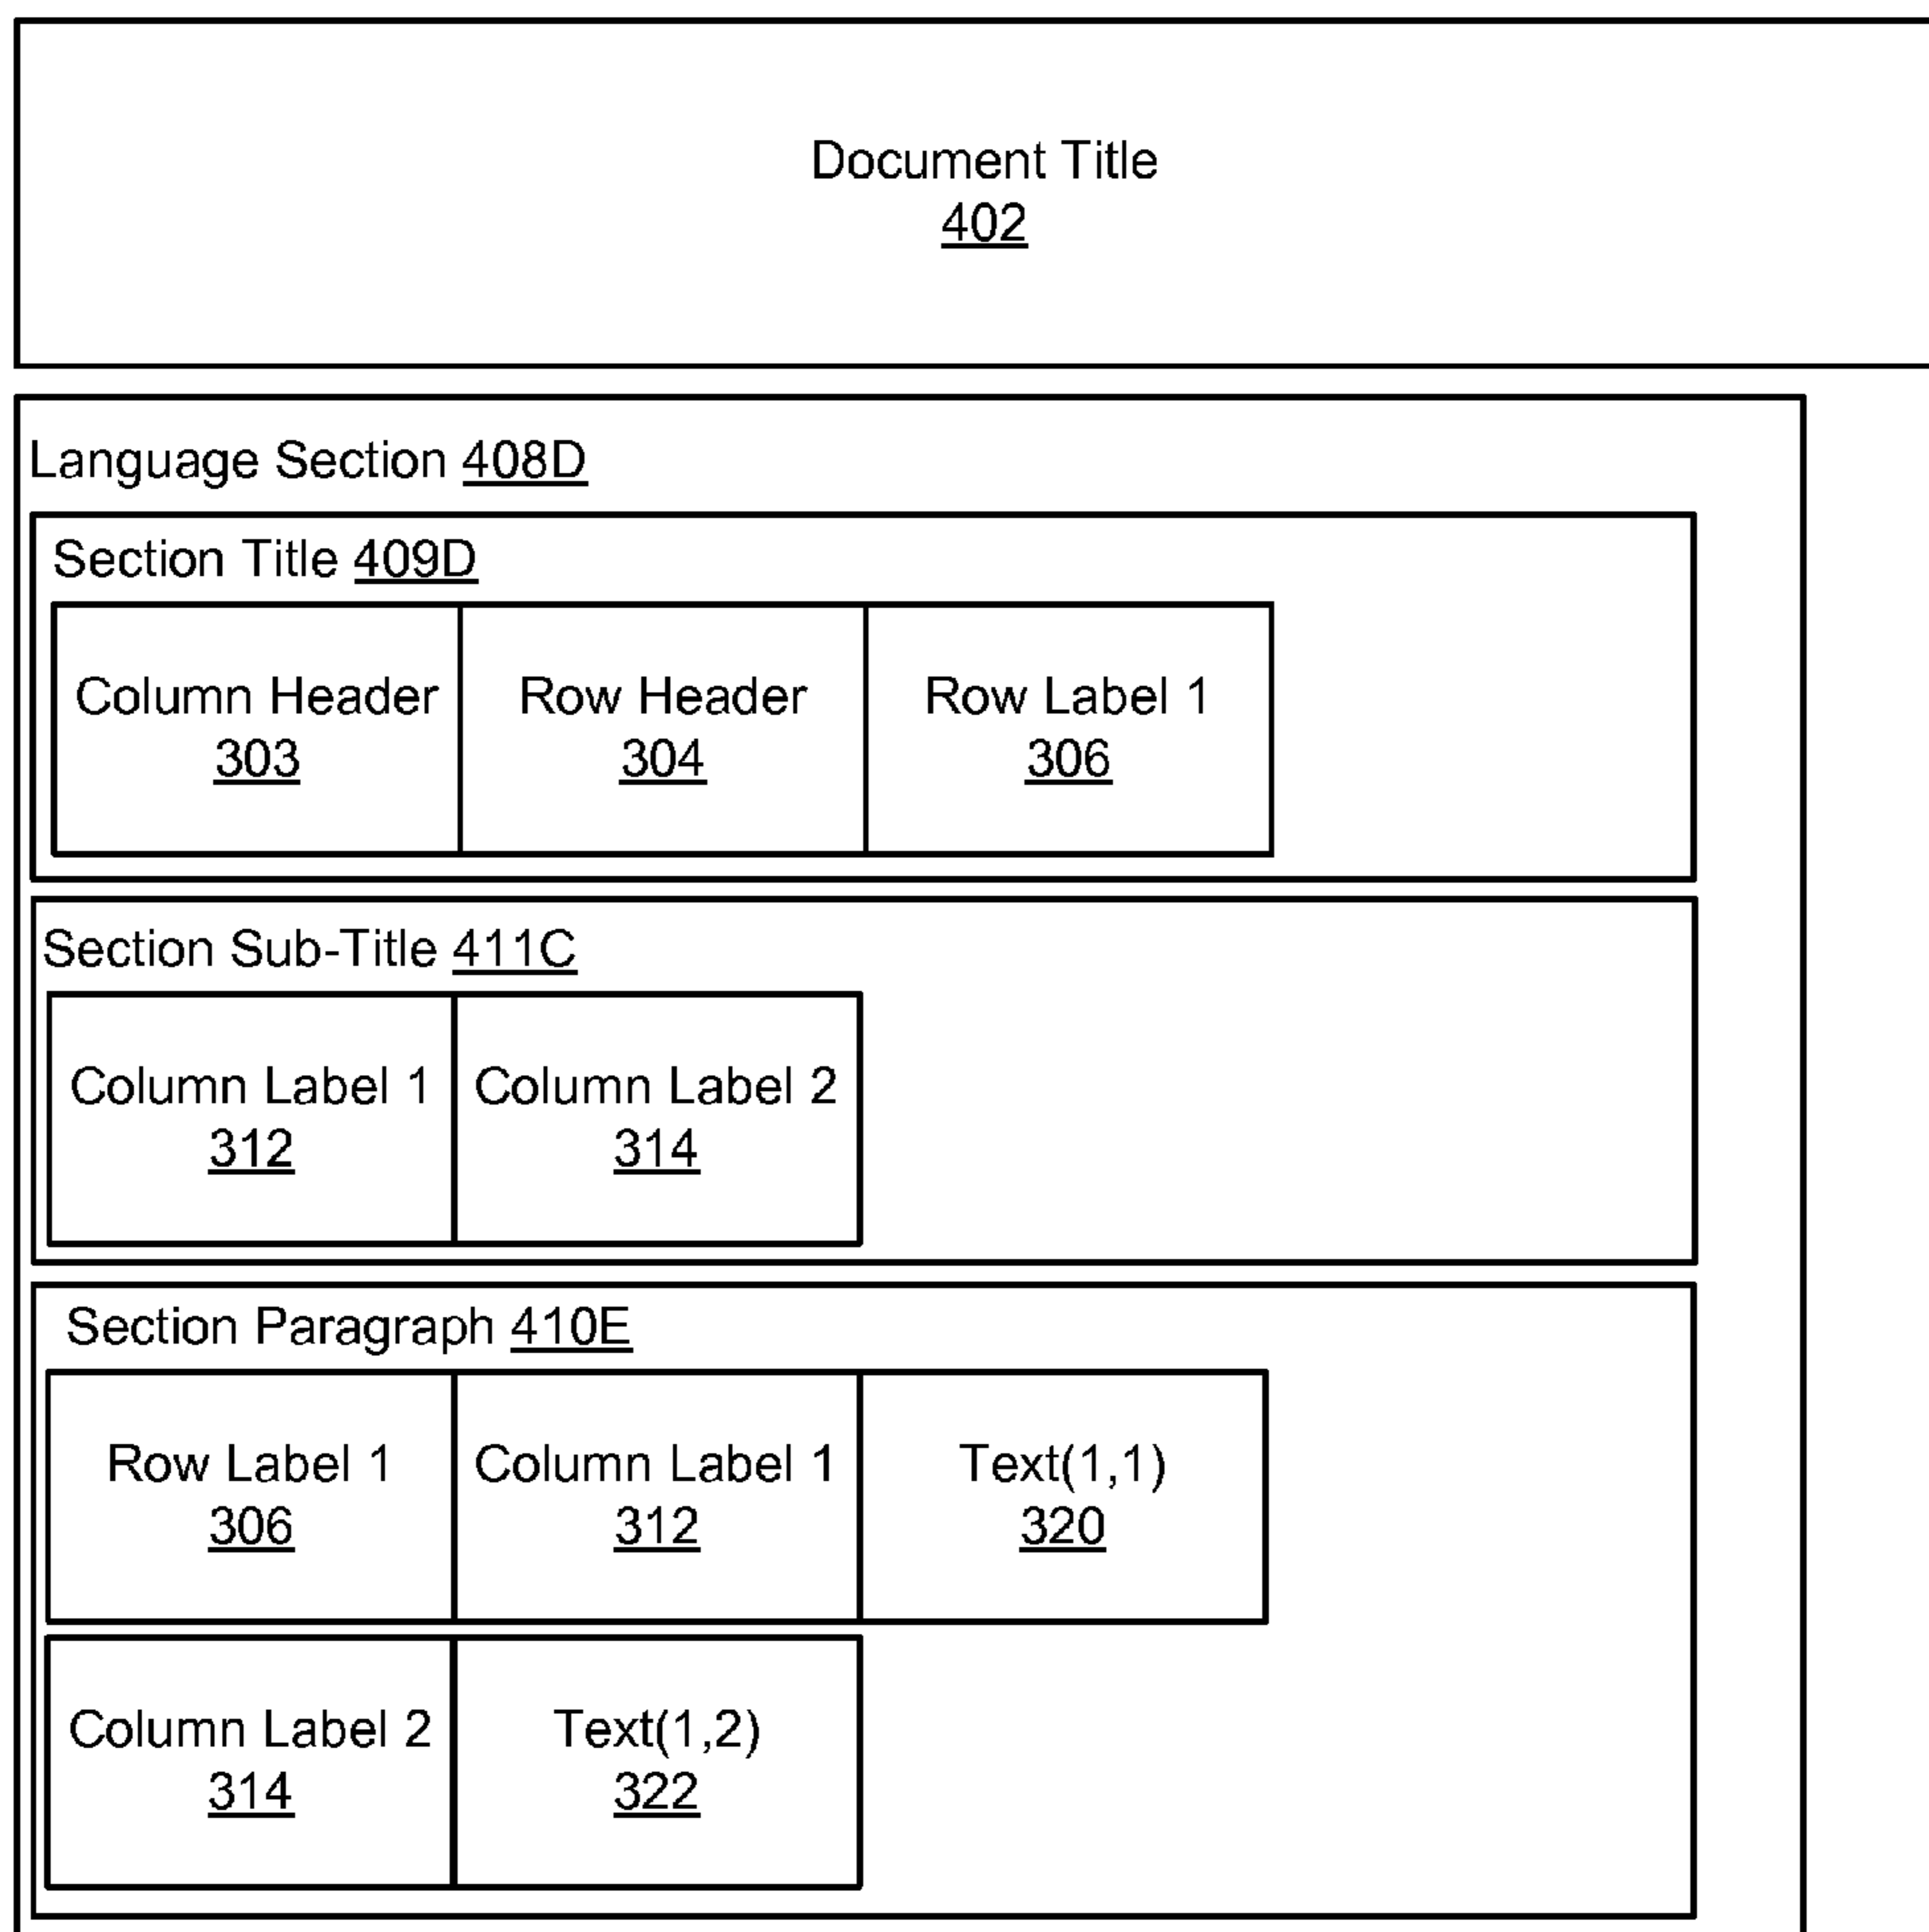 Document Title
402
Language Section 408D
Section Title 409D
Column Header Row Header Row Label 1
303 304 306
Section Sub-Title 411C
Column Label 1 Column Label 2
312 314
Section Paragraph 410E
Row Label 1 Column Label 1 Text(1,1)
306 312 320
Column Label 2 Text(1,2)
314 322